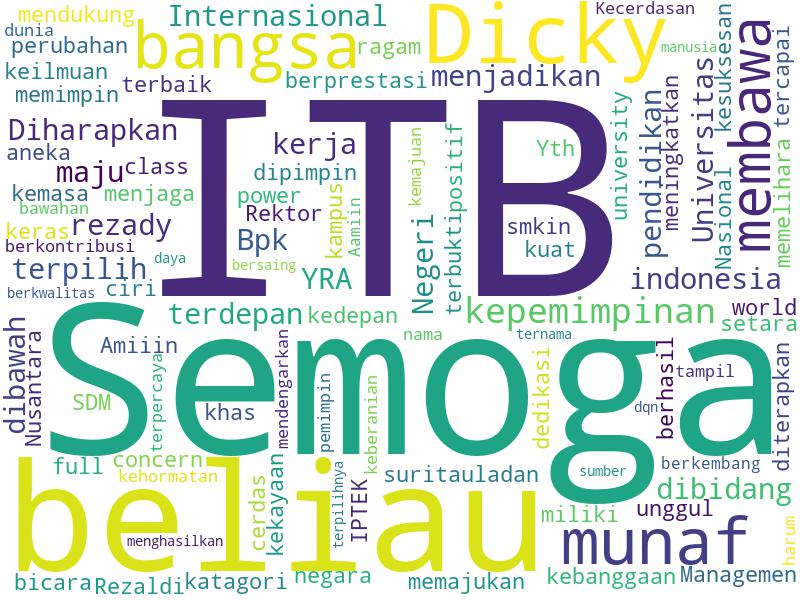 mendukung
dunia
perubahan
keilmuan
memimpin
Internasional
bangsa
ragam
terbaik
berprestasi
Dicky
Kecerdasan
manusia
menjadikan
membawa
kesuksesan
tercapai
Diharapkan
aneka
maju
class
kemasa
menjaga
bawahan
keras
rezady
berkontribusi
terpilih
daya
berkwalitas
ciri
ITB
kerja
dipimpin
power
Rektor
Bpk
bersaing
YRA
kampus
Aamiin
kemajuan
Negeri
terbuktipositif
Yth
smkin
kuat
university
pendidikan
meningkatkan
Universitas
Nasional
memelihara
indonesia
terdepan
kedepan
kepemimpinan
world
setara
nama
ternama
dibawah
Nusantara
Amiiin
SDM
terpercaya
khas
mendengarkan
pemimpin
keberanian
Semoga
dedikasi
berhasil
tampil
diterapkan
dqn
sumber
berkembang
full
concern
kehormatan
beliau
menghasilkan
cerdas
kekayaan
terpilihnya
IPTEK
suritauladan
dibidang
miliki
unggul
munaf
harum
bicara
Rezaldi
katagori
negara
memajukan
kebanggaan
Managemen